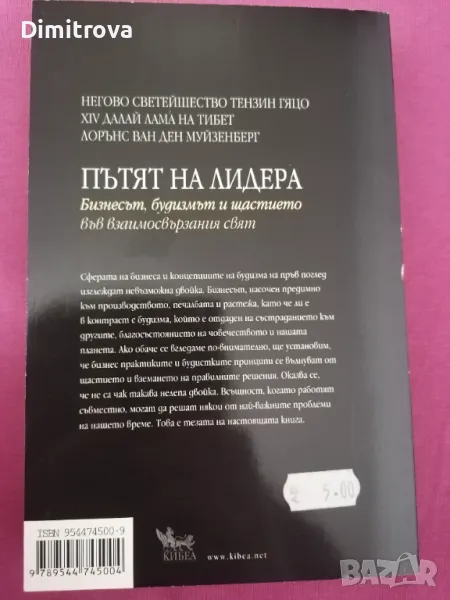 Dimitrova
НЕГОВО СВЕТЕЙШЕСТВО ТЕНЗИН ГЯЦО
XIV ДАЛАЙ ЛАМА НА ТИБЕТ
ЛОРЪНС ВАН ДЕН МУЙЗЕНБЕРГ
ПЪТЯТ НА ЛИДЕРА
Бизнесът, будизмът и щастието
във взаимосвързания свят
Сферата на бизнеса и концепциите на будизма на пръв поглед
изглеждат невъзможна двойка. Бизнесът, насочен предимно
към производството, печалбата и растежа, като че ли е
в контраст с будизма, който е отдаден на състраданието към
другите, благосъстоянието на човечеството и нашата
планета. Ако обаче се вгледаме по-внимателно, ще установим,
че бизнес практиките и будистките принципи се вълнуват от
щастието и вземането на правилните решения. Оказва се,
че не са чак такава нелепа двойка. Всъщност, когато работят
съвместно, могат да решат някои от най-важните проблеми
на нашето време. Това е тезата на настоящата книга.
5.00
ISBN 954474500-9
9 789544 745004
КИБЕА
www.kibea.net
bazar